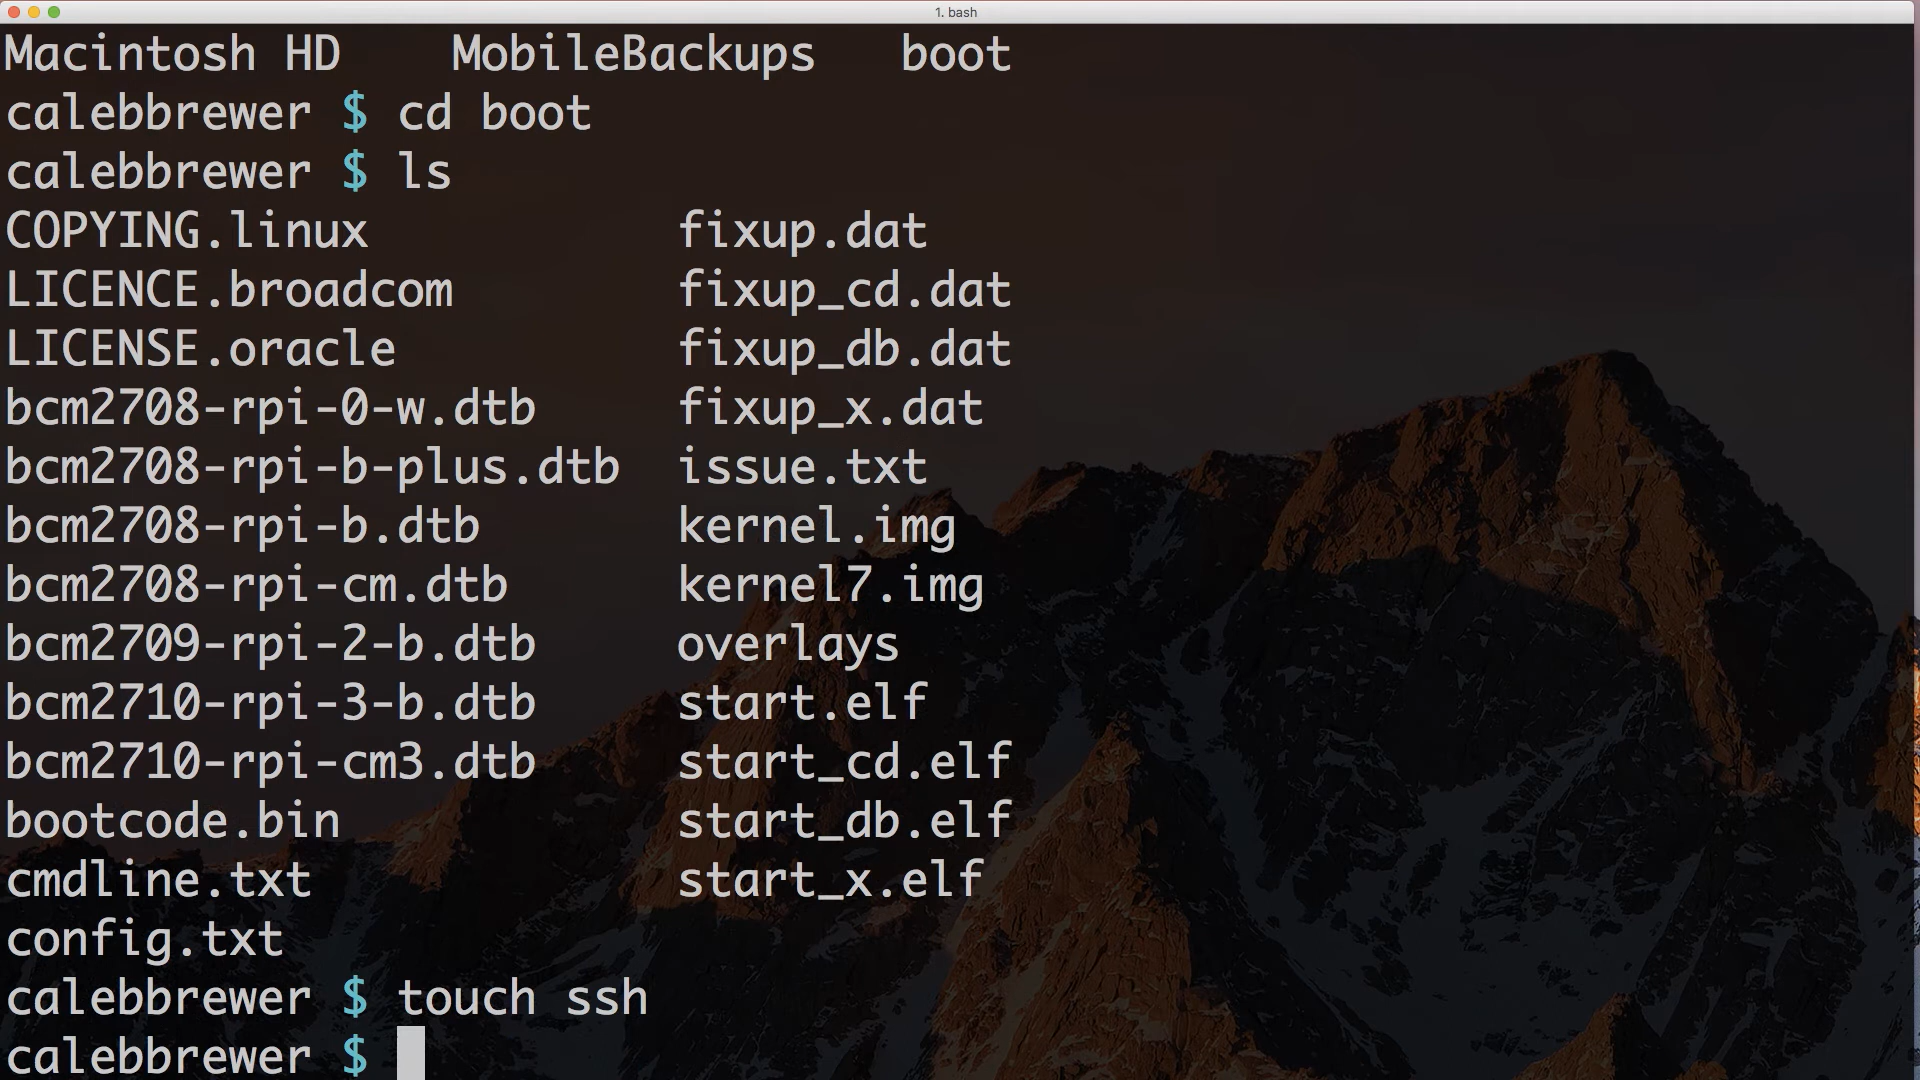 1. bash
Macintosh HD    MobileBackups   boot
calebbrewer $ cd boot
calebbrewer $ ls
COPYING.linux           fixup.dat
LICENCE.broadcom        fixup_cd.dat
LICENSE.oracle          fixup_db.dat
bcm2708-rpi-0-w.dtb     fixup_x.dat
bcm2708-rpi-b-plus.dtb  issue.txt
bcm2708-rpi-b.dtb       kernel.img
bcm2708-rpi-cm.dtb      kernel7.img
bcm2709-rpi-2-b.dtb     overlays
bcm2710-rpi-3-b.dtb     start.elf
bcm2710-rpi-cm3.dtb     start_cd.elf
bootcode.bin            start_db.elf
cmdline.txt             start_x.elf
config.txt
calebbrewer $ touch ssh
calebbrewer $